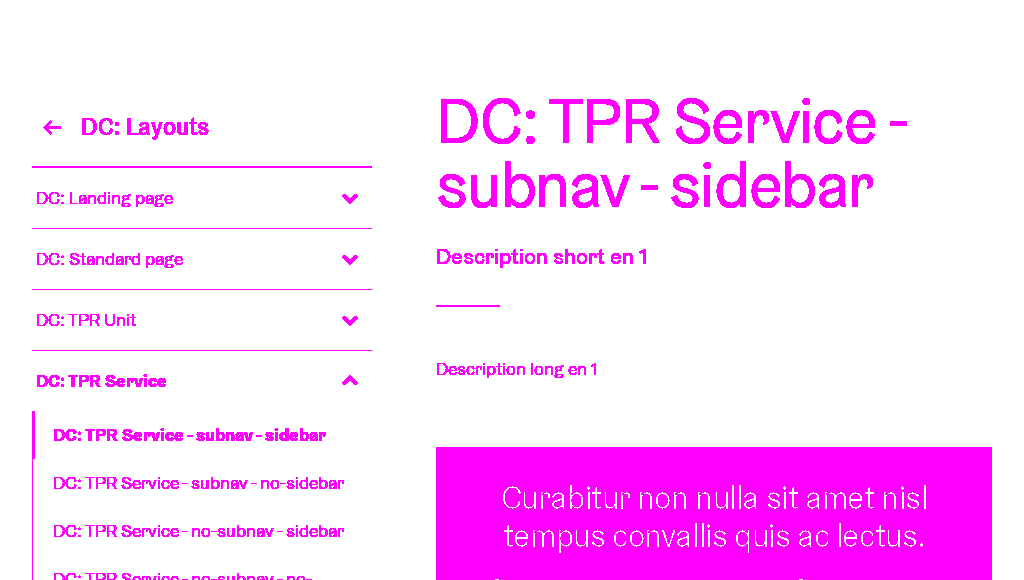 DC: Layouts
DC: Landing page
DC: Standard page
DC: TPR Unit
DC: TPR Service
DC: TPR Service - subnav - sidebar
DC: TPR Service - subnav - no-sidebar
DC: TPR Service - no-subnav - sidebar
DC: TPR Service - no-subnav - no-
DC: TPR Service -
subnav - sidebar
Description short en 1
Description long en 1
Curabitur non nulla sit amet nisl
tempus convallis quis ac lectus.